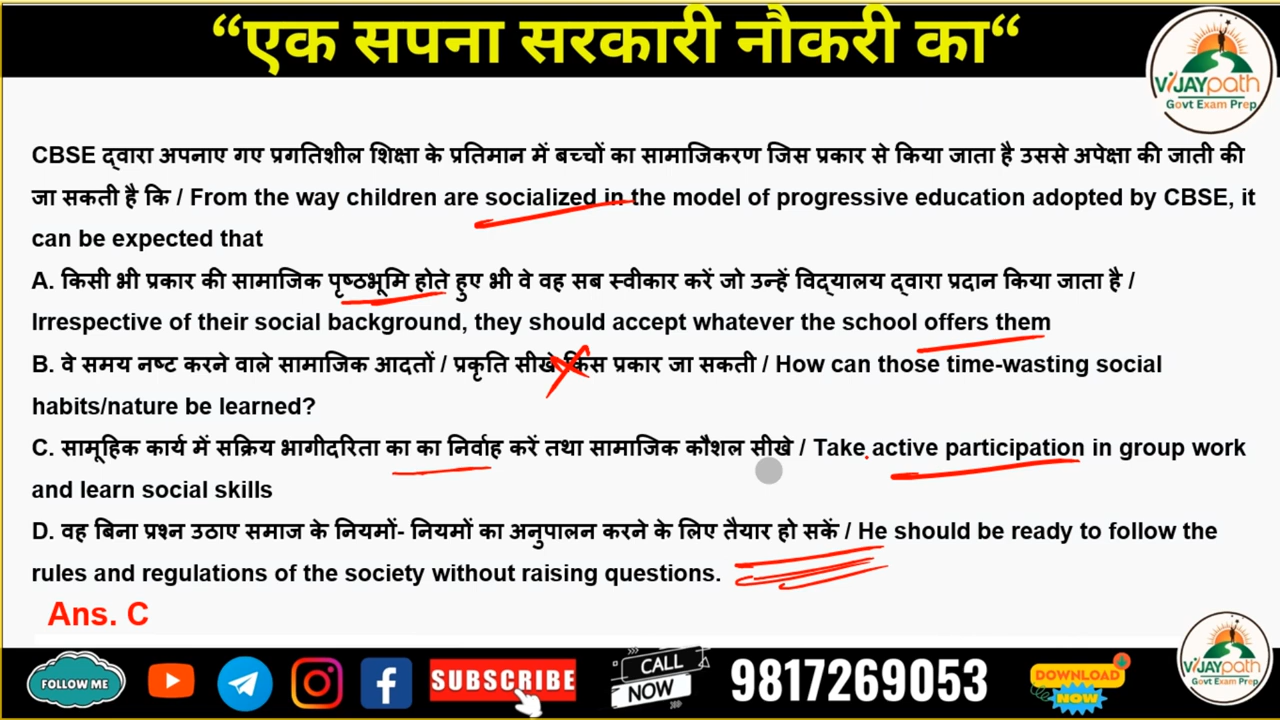 “एक सपना सरकारी नौकरी का“
VIJAYpath
Govt Exam Prep
CBSE द्वारा अपनाए गए प्रगतिशील शिक्षा के प्रतिमान में बच्चों का सामाजिकरण जिस प्रकार से किया जाता है उससे अपेक्षा की जाती की
जा सकती है कि / From the way children are socialized in the model of progressive education adopted by CBSE, it
can be expected that
A. किसी भी प्रकार की सामाजिक पृष्ठभूमि होते हुए भी वे वह सब स्वीकार करें जो उन्हें विद्यालय द्वारा प्रदान किया जाता है /
Irrespective of their social background, they should accept whatever the school offers them
B. वे समय नष्ट करने वाले सामाजिक आदतों / प्रकृति सीखे किस प्रकार जा सकती / How can those time-wasting social
habits/nature be learned?
C. सामूहिक कार्य में सक्रिय भागीदरिता का का निर्वाह करें तथा सामाजिक कौशल सीखे / Take active participation in group work
and learn social skills
D. वह बिना प्रश्न उठाए समाज के नियमों- नियमों का अनुपालन करने के लिए तैयार हो सकें / He should be ready to follow the
rules and regulations of the society without raising questions.
Ans. C
FOLLOW ME
SUBSCRIBE
CALL
NOW
9817269053
DOWNLOAD
NOW
VIJAYpath
Govt Exam Prep